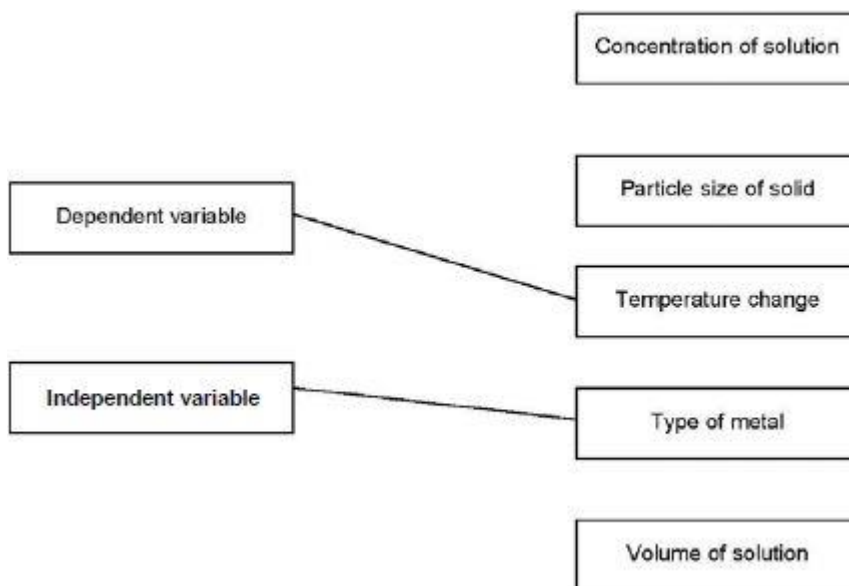 Concentration of solution
Particle size of solid
Dependent variable
Temperature change
Independent variable
Type of metal
Volume of solution